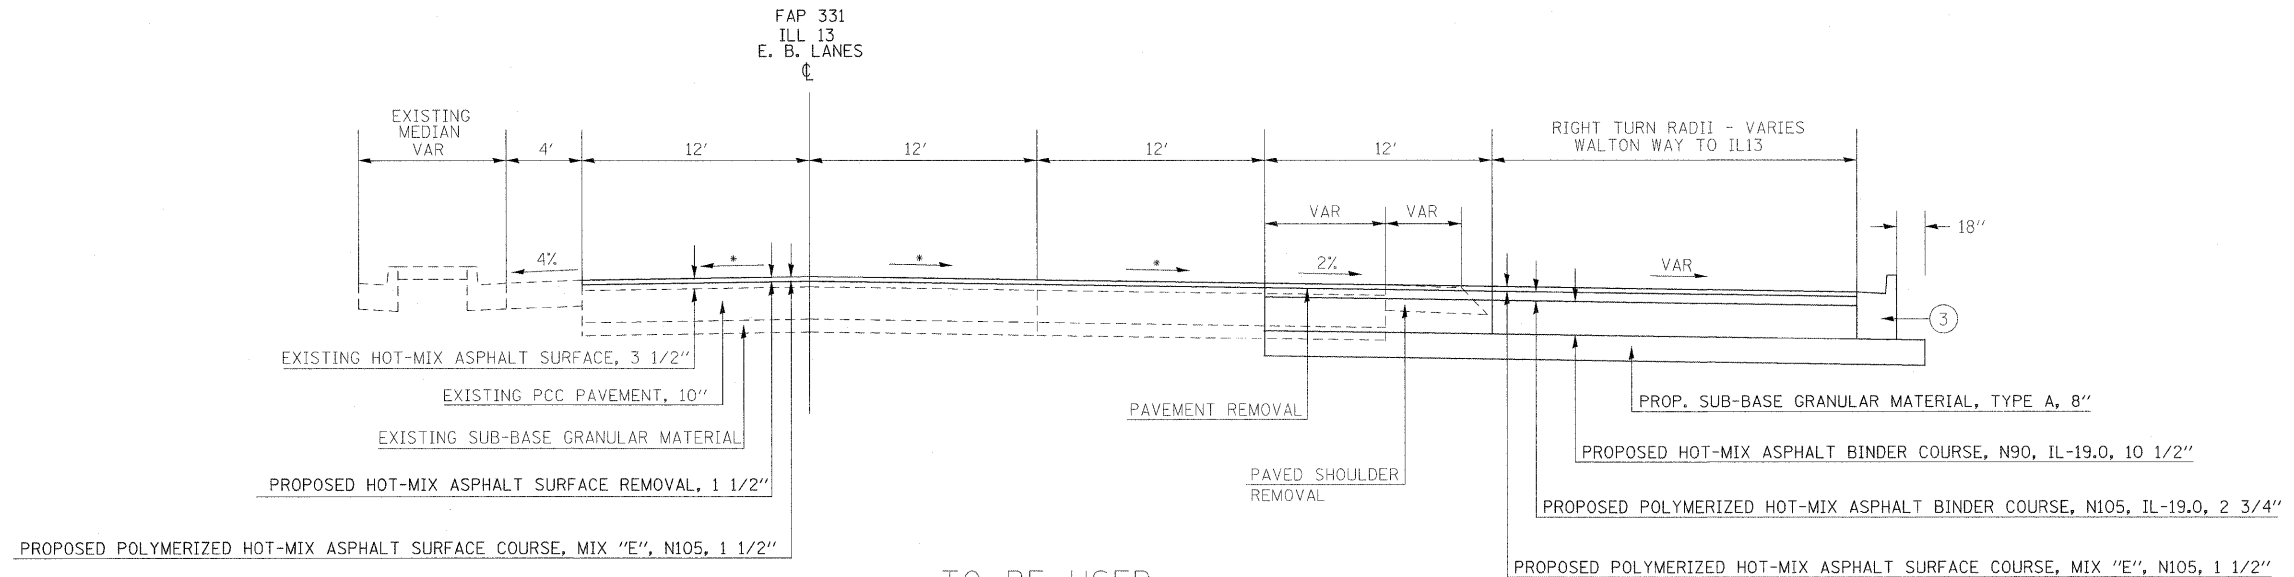 FAP 331
ILL 13
E. B. LANES
℄
EXISTING
MEDIAN
VAR
4'
12'
12'
12'
12'
RIGHT TURN RADII - VARIES
WALTON WAY TO IL13
VAR
VAR
18"
4%
*
*
*
2%
VAR
3
EXISTING HOT-MIX ASPHALT SURFACE, 3 1/2"
EXISTING PCC PAVEMENT, 10"
EXISTING SUB-BASE GRANULAR MATERIAL
PROPOSED HOT-MIX ASPHALT SURFACE REMOVAL, 1 1/2"
PROPOSED POLYMERIZED HOT-MIX ASPHALT SURFACE COURSE, MIX "E", N105, 1 1/2"
PAVEMENT REMOVAL
PAVED SHOULDER
REMOVAL
PROP. SUB-BASE GRANULAR MATERIAL, TYPE A, 8"
PROPOSED HOT-MIX ASPHALT BINDER COURSE, N90, IL-19.0, 10 1/2"
PROPOSED POLYMERIZED HOT-MIX ASPHALT BINDER COURSE, N105, IL-19.0, 2 3/4"
PROPOSED POLYMERIZED HOT-MIX ASPHALT SURFACE COURSE, MIX "E", N105, 1 1/2"
TO BE USED